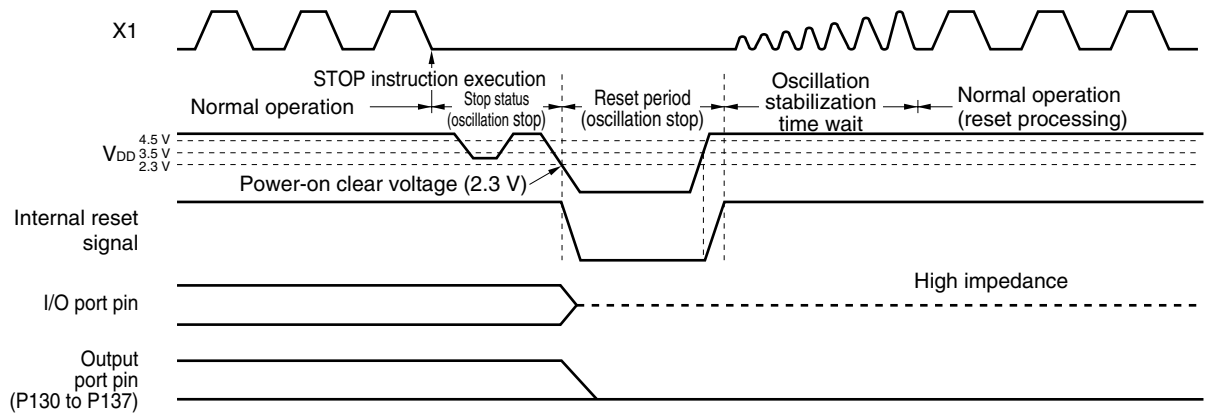 X1
STOP instruction execution
Normal operation
Stop status
(oscillation stop)
Reset period
(oscillation stop)
Oscillation
stabilization
time wait
Normal operation
(reset processing)
VDD
4.5 V
3.5 V
2.3 V
Power-on clear voltage (2.3 V)
Internal reset
signal
I/O port pin
High impedance
Output
port pin
(P130 to P137)